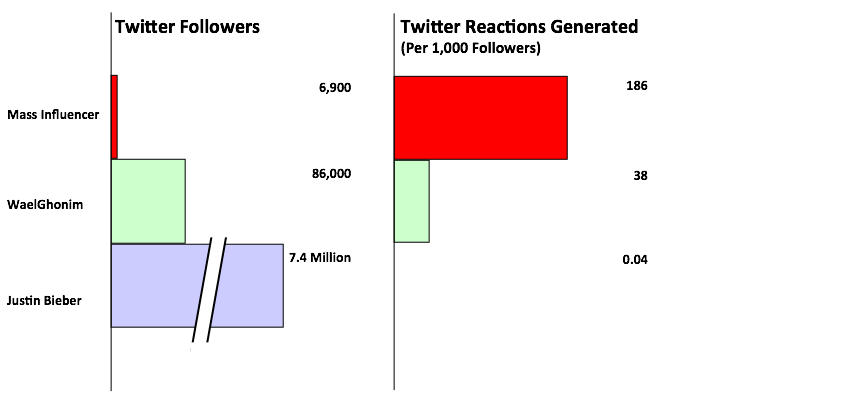 Twitter Followers
Twitter Reactions Generated
(Per 1,000 Followers)
Mass Influencer
6,900
186
WaelGhonim
86,000
38
Justin Bieber
7.4 Million
0.04